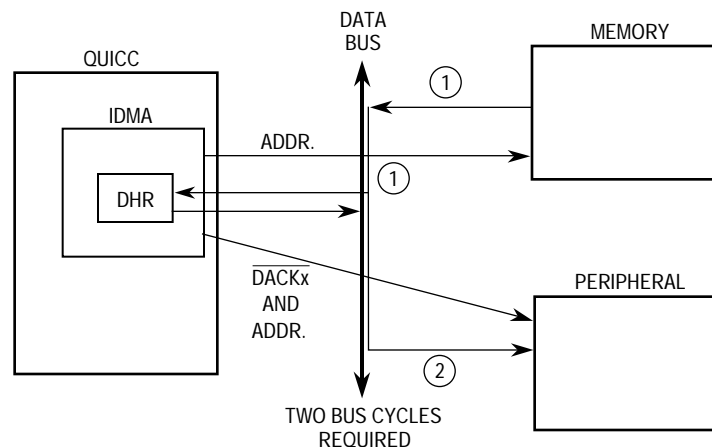 DATA
BUS
MEMORY
QUICC
1
IDMA
ADDR.
1
DHR
DACKx
AND
ADDR.
PERIPHERAL
2
TWO BUS CYCLES
REQUIRED